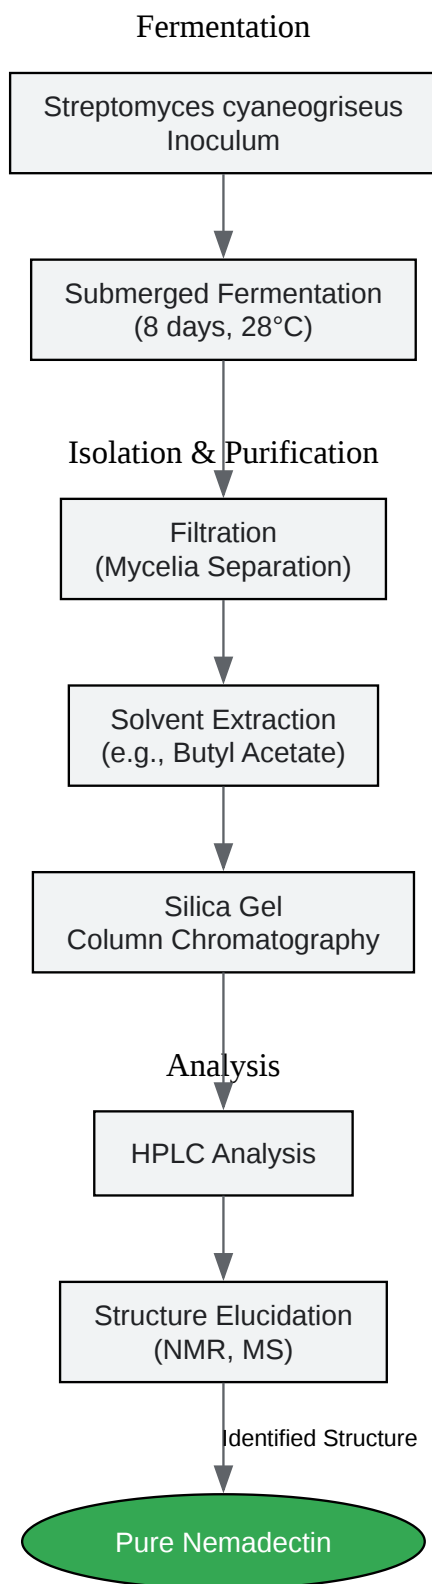 Fermentation
Streptomyces cyaneogriseus
Inoculum
Submerged Fermentation
(8 days, 28°C)
Isolation & Purification
Filtration
(Mycelia Separation)
Solvent Extraction
(e.g., Butyl Acetate)
Silica Gel
Column Chromatography
Analysis
HPLC Analysis
Structure Elucidation
(NMR, MS)
Identified Structure
Pure Nemadectin